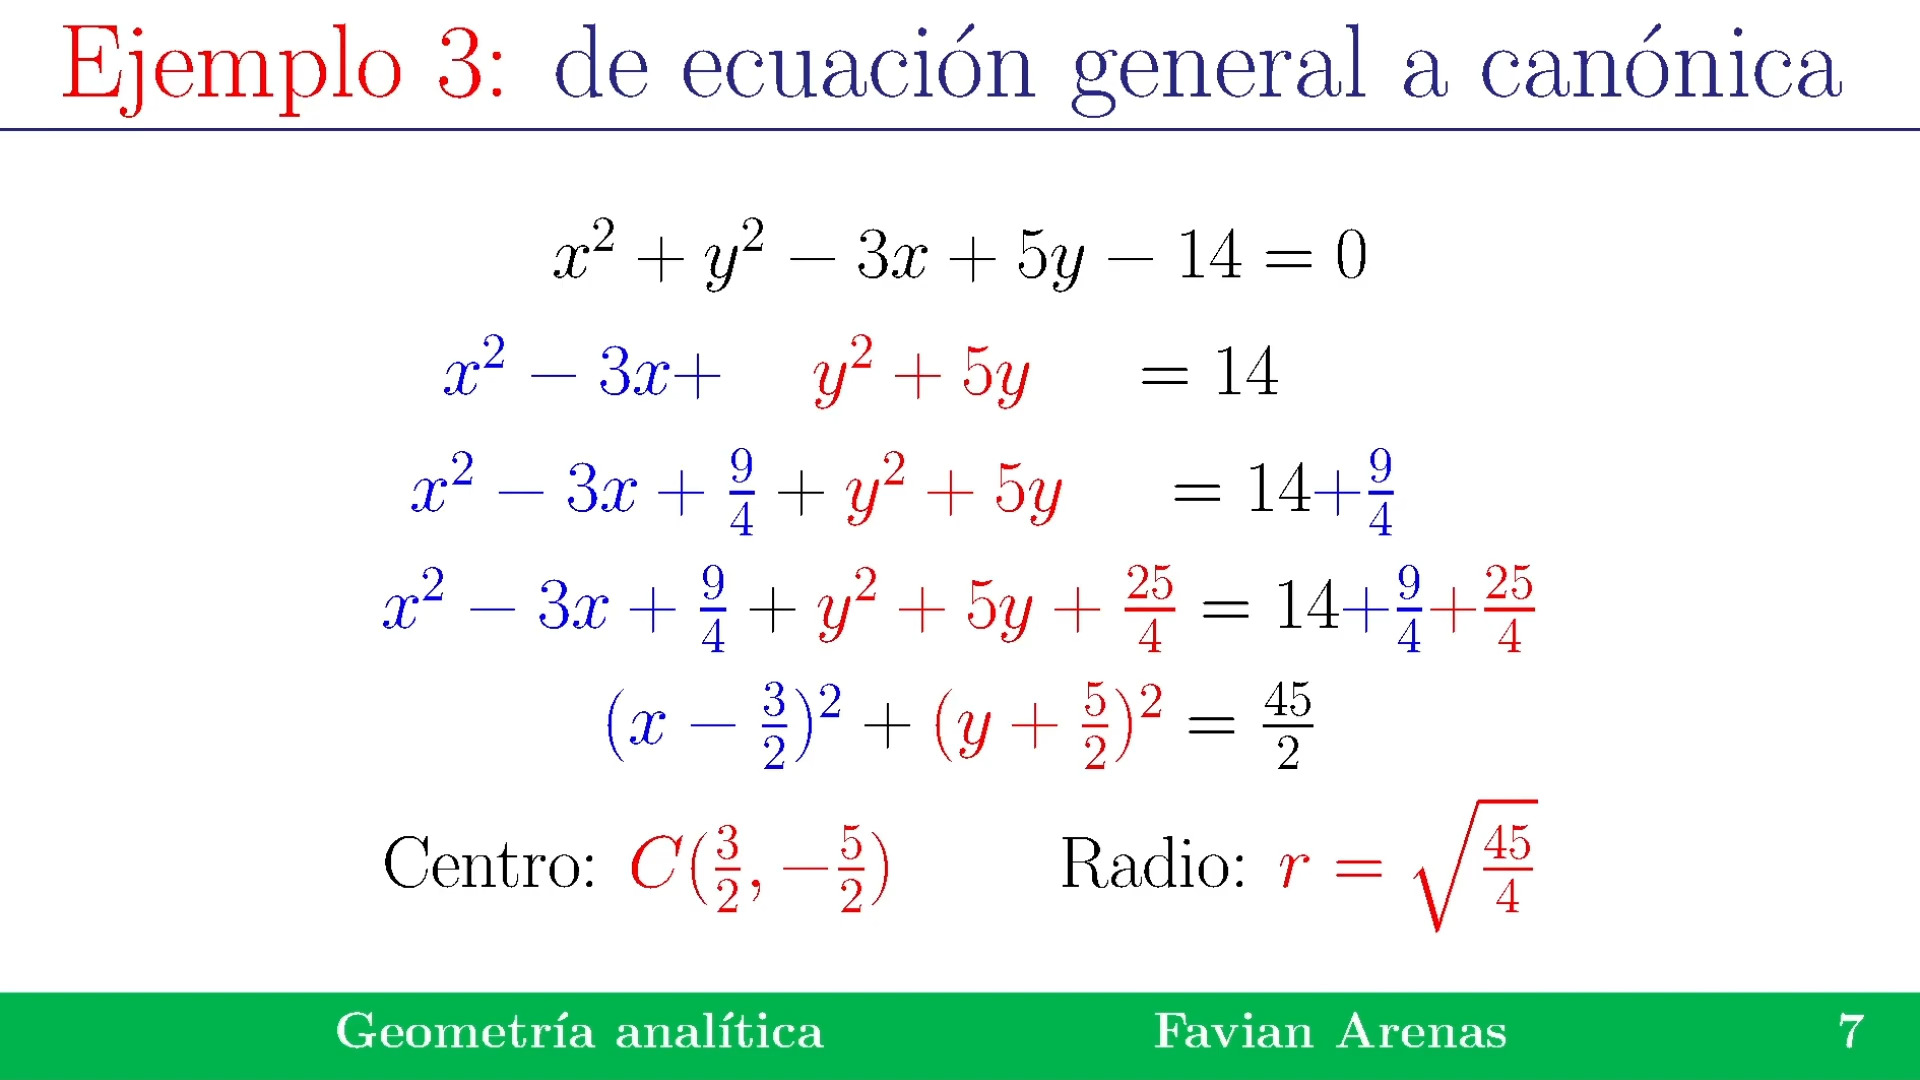 Ejemplo 3: de ecuación general a canónica
x² + y² − 3x + 5y − 14 = 0
x² − 3x+ y² + 5y = 14
x² − 3x + 9/4 + y² + 5y = 14+9/4
x² − 3x + 9/4 + y² + 5y + 25/4 = 14+9/4+25/4
(x − 3/2)² + (y + 5/2)² = 45/2
Centro: C(3/2, −5/2) Radio: r = √(45/4)
Geometría analítica Favian Arenas 7